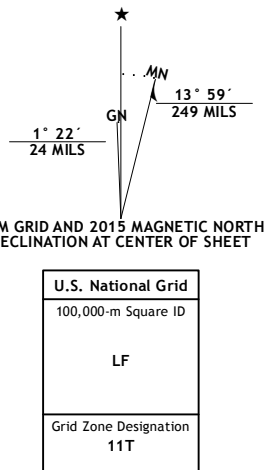 ★
MN
GN
13° 59´
249 MILS
1° 22´
24 MILS
M GRID AND 2015 MAGNETIC NORTH
ECLINATION AT CENTER OF SHEET
U.S. National Grid
100,000-m Square ID
LF
Grid Zone Designation
11T